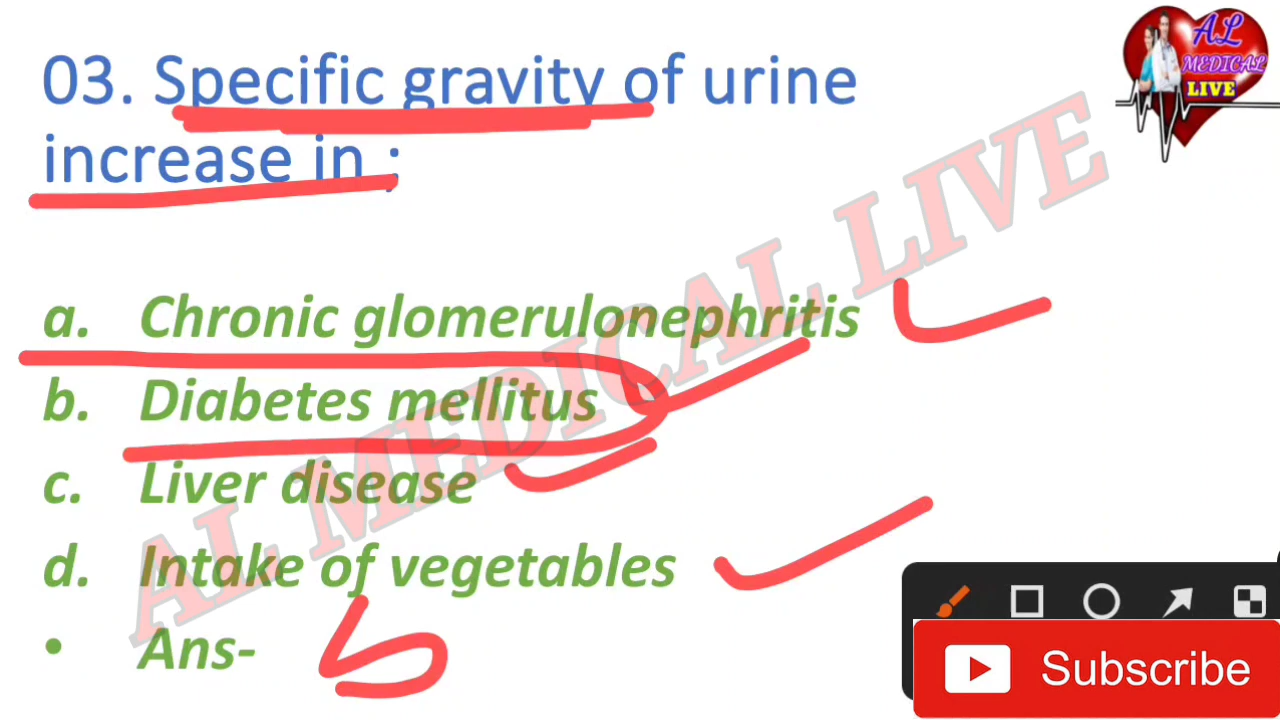 03. Specific gravity of urine
increase in :
a. Chronic glomerulonephritis
b. Diabetes mellitus
c. Liver disease
d. Intake of vegetables
• Ans- b
AL MEDICAL LIVE
AL
MEDICAL
LIVE
Subscribe